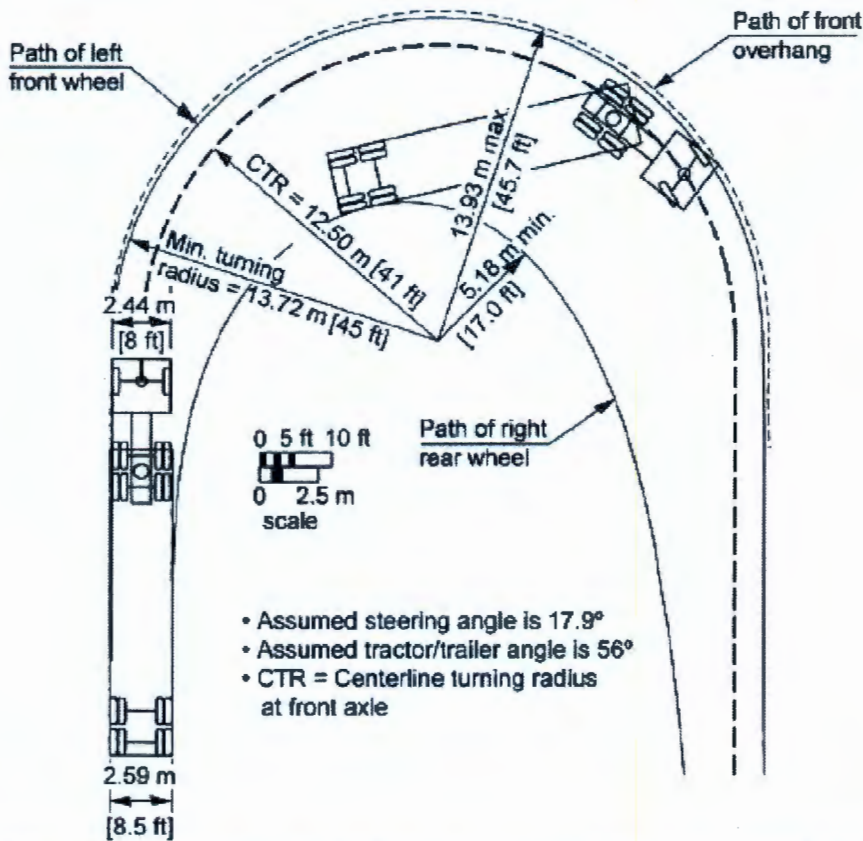 Path of left
front wheel
Path of front
overhang
13.93 m max.
[45.7 ft]
CTR = 12.50 m [41 ft]
Min. turning
radius = 13.72 m [45 ft]
5.18 m min.
[17.0 ft]
2.44 m
[8 ft]
Path of right
rear wheel
0 5 ft 10 ft
0 2.5 m
scale
• Assumed steering angle is 17.9º
• Assumed tractor/trailer angle is 56º
• CTR = Centerline turning radius
at front axle
2.59 m
[8.5 ft]